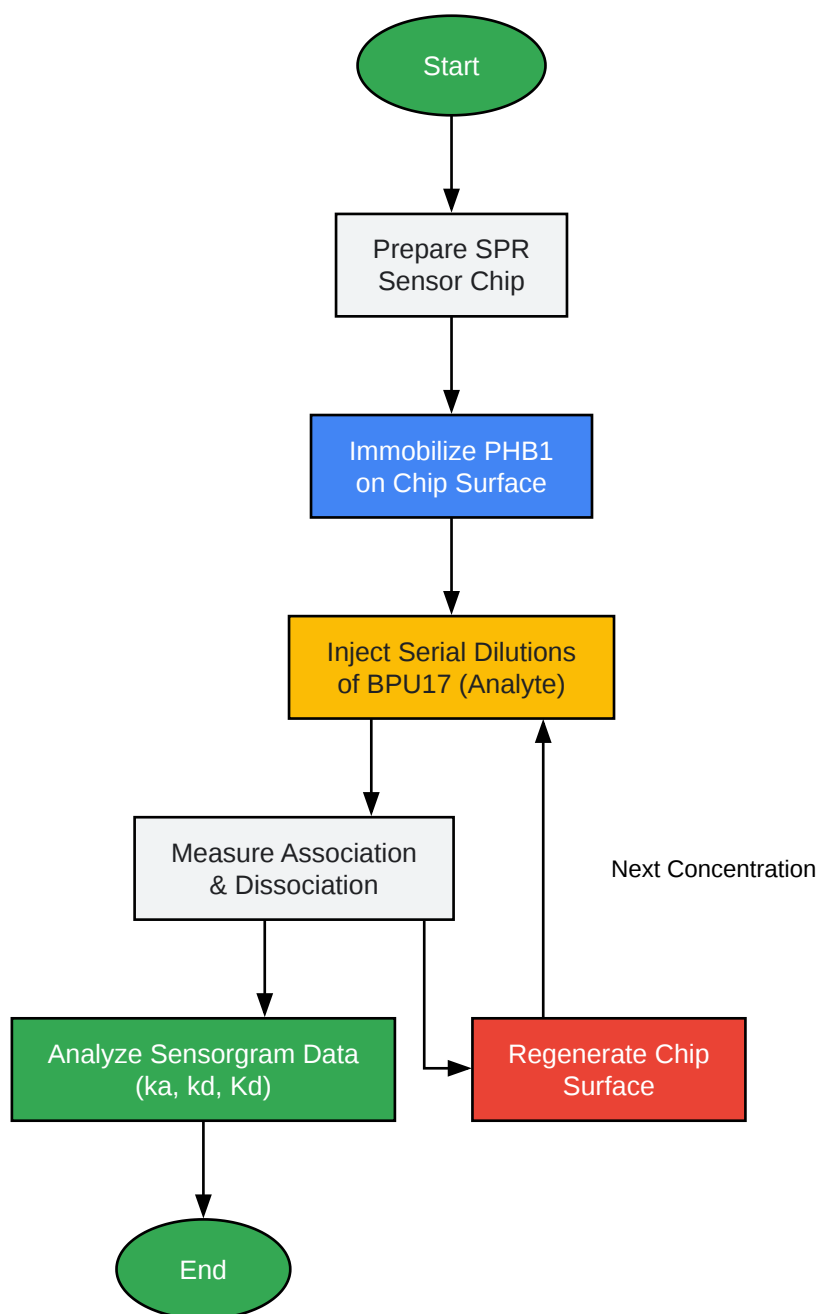 Start
Prepare SPR
Sensor Chip
Immobilize PHB1
on Chip Surface
Inject Serial Dilutions
of BPU17 (Analyte)
Measure Association
& Dissociation
Next Concentration
Analyze Sensorgram Data
(ka, kd, Kd)
Regenerate Chip
Surface
End